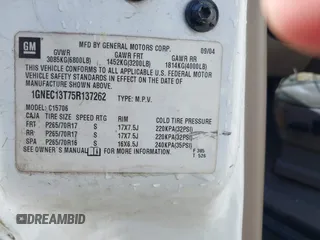 GM
MFD BY GENERAL MOTORS CORP. 09/04
GVWR GAWR FRT GAWR RR
3085KG(6800LB) 1452KG(3200LB) 1814KG(4000LB)
THIS VEHICLE CONFORMS TO ALL APPLICABLE U.S. FEDERAL MOTOR
VEHICLE SAFETY STANDARDS IN EFFECT ON THE DATE OF
MANUFACTURE SHOWN ABOVE.
1GNEC13T75R137262 TYPE: M.P.V.
MODEL: C15706
CAJA TIRE SIZE SPEED RTG RIM COLD TIRE PRESSURE
FRT P265/70R17 S 17X7.5J 220KPA(32PSI)
RR P265/70R17 S 17X7.5J 220KPA(32PSI)
SPA P265/70R16 S 16X6.5J 240KPA(35PSI)
SEE OWNER'S MANUAL FOR MORE INFORMATION.
DREAMBID